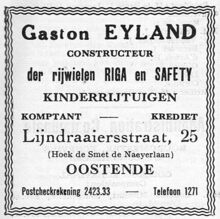 Gaston EYLAND
CONSTRUCTEUR
der rijwielen RIGA en SAFETY
KINDERRIJTUIGEN
KOMPTANT — KREDIET
Lijndraaiersstraat, 25
(Hoek de Smet de Naeyerlaan)
OOSTENDE
Postcheckrekening 2423.33 — Telefoon 1271